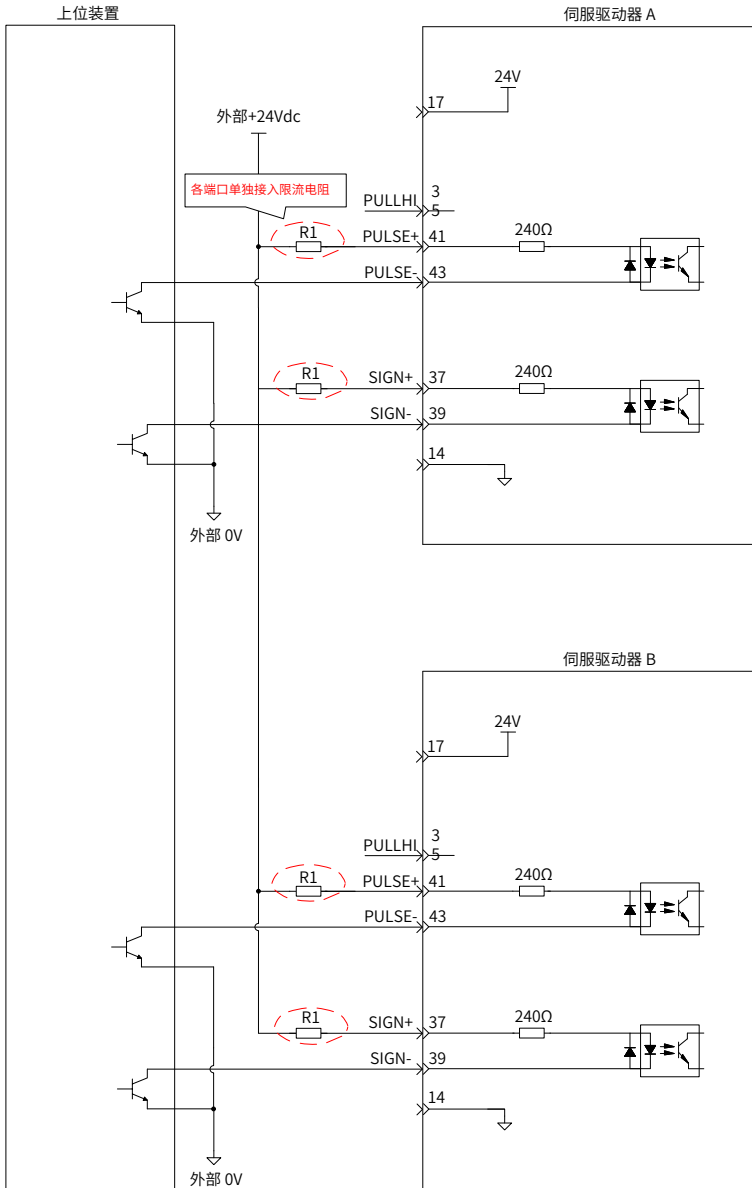 上位装置
伺服驱动器 A
24V
17
外部+24Vdc
各端口单独接入限流电阻
PULLHI
3
5
R1
PULSE+
41
240Ω
PULSE-
43
R1
SIGN+
37
240Ω
SIGN-
39
14
外部 0V
伺服驱动器 B
24V
17
PULLHI
3
5
R1
PULSE+
41
240Ω
PULSE-
43
R1
SIGN+
37
240Ω
SIGN-
39
14
外部 0V